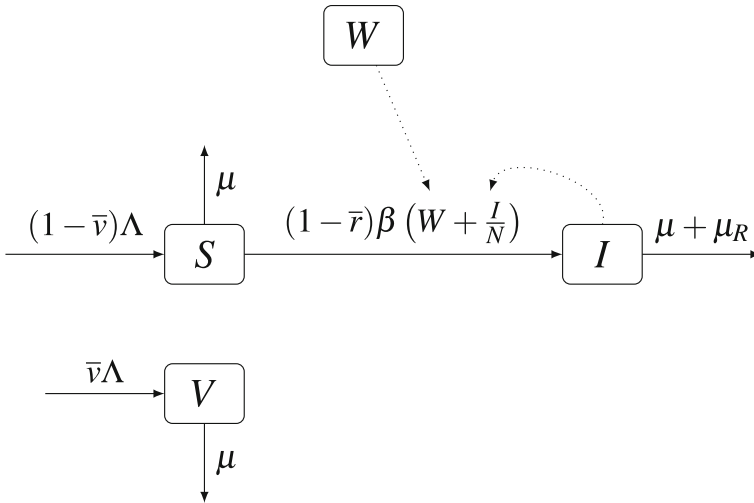 W
μ
(1 − v̅)Λ
(1 − r̅)β (W + I/N)
μ + μ_R
S
I
v̅Λ
V
μ